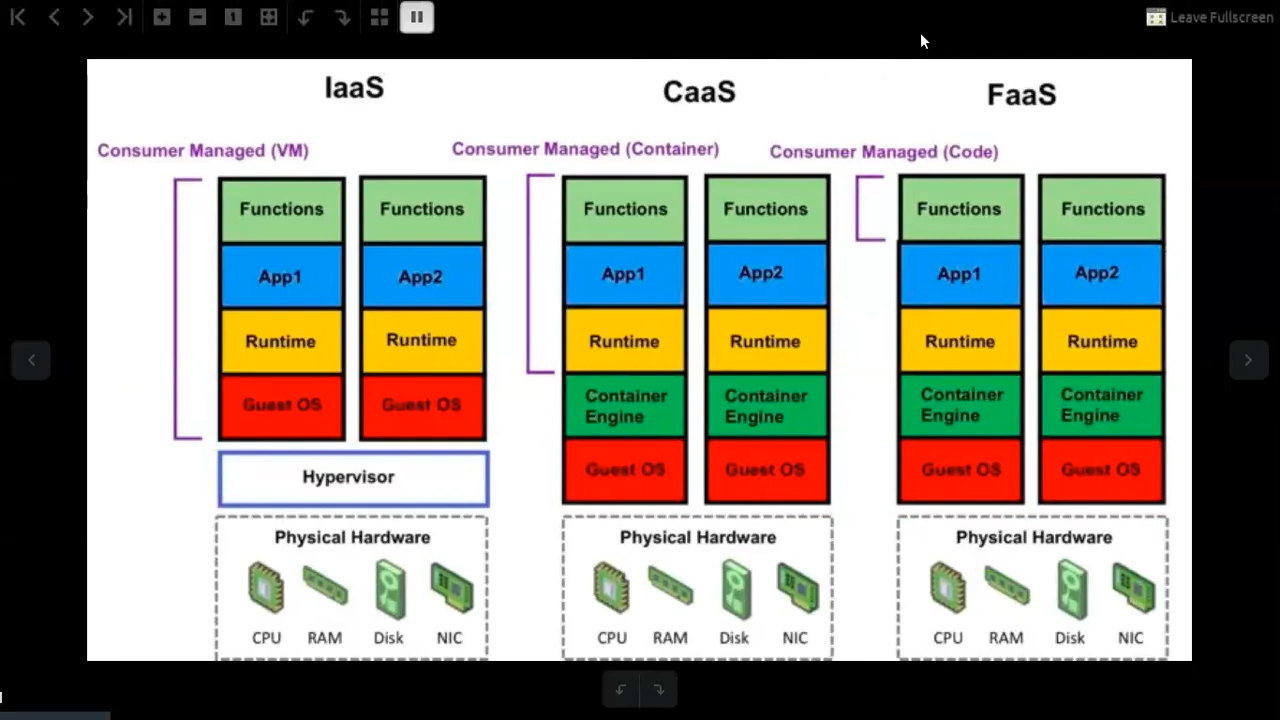 Leave Fullscreen
IaaS
CaaS
FaaS
Consumer Managed (VM)
Consumer Managed (Container)
Consumer Managed (Code)
Functions
Functions
Functions
Functions
Functions
Functions
App1
App2
App1
App2
App1
App2
Runtime
Runtime
Runtime
Runtime
Runtime
Runtime
Guest OS
Guest OS
Container
Engine
Container
Engine
Container
Engine
Container
Engine
Hypervisor
Guest OS
Guest OS
Guest OS
Guest OS
Physical Hardware
Physical Hardware
Physical Hardware
CPU
RAM
Disk
NIC
CPU
RAM
Disk
NIC
CPU
RAM
Disk
NIC